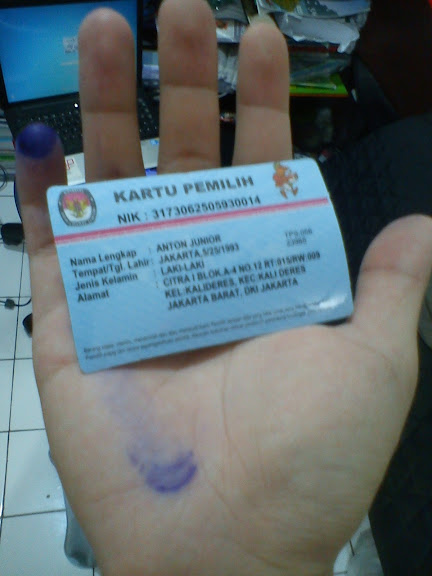 KARTU PEMILIH
NIK : 3173062505930014
TPS-056
Nama Lengkap : ANTON JUNIOR
Tempat/Tgl. Lahir : JAKARTA,5/25/1993
Jenis Kelamin : LAKI-LAKI
Alamat : CITRA I BLOK.A-4 NO.12 RT:015/RW:009
KEL:KALIDERES, KEC:KALI DERES
JAKARTA BARAT, DKI JAKARTA